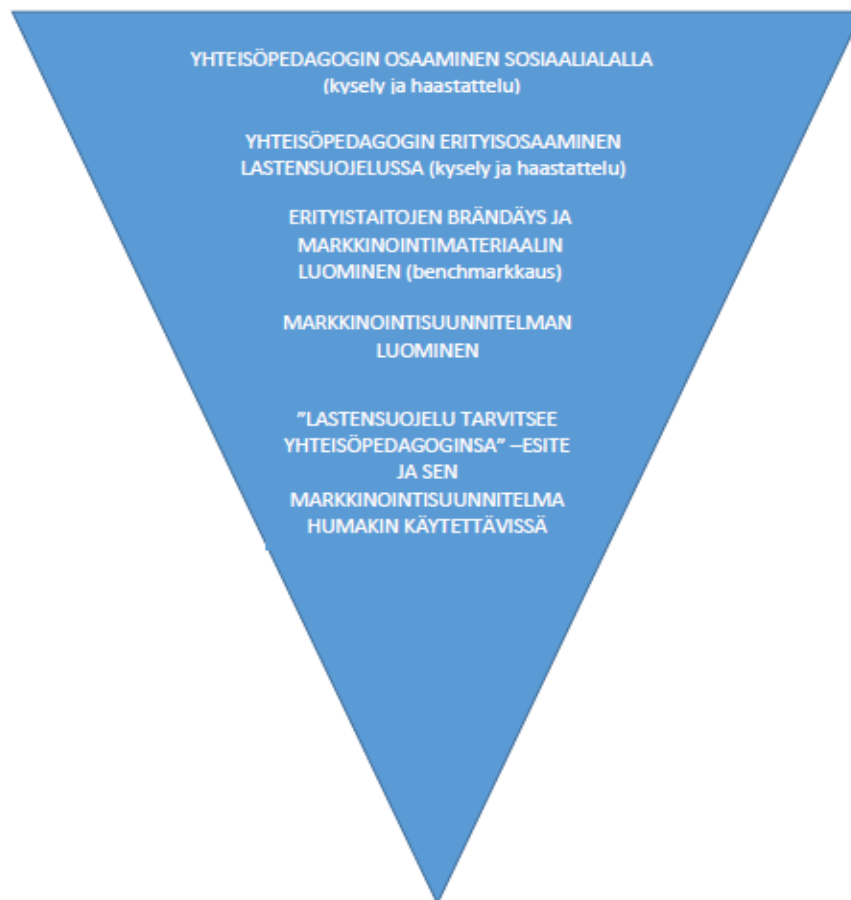 YHTEISÖPEDAGOGIN OSAAMINEN SOSIAALIALALLA
(kysely ja haastattelu)
YHTEISÖPEDAGOGIN ERITYISOSAAMINEN
LASTENSUOJELUSSA (kysely ja haastattelu)
ERITYISTAITOJEN BRÄNDÄYS JA
MARKKINOINTIMATERIAALIN
LUOMINEN (benchmarkkaus)
MARKKINOINTISUUNNITELMAN
LUOMINEN
”LASTENSUOJELU TARVITSEE
YHTEISÖPEDAGOGINSA” –ESITE
JA SEN
MARKKINOINTISUUNNITELMA
HUMAKIN KÄYTETTÄVISSÄ